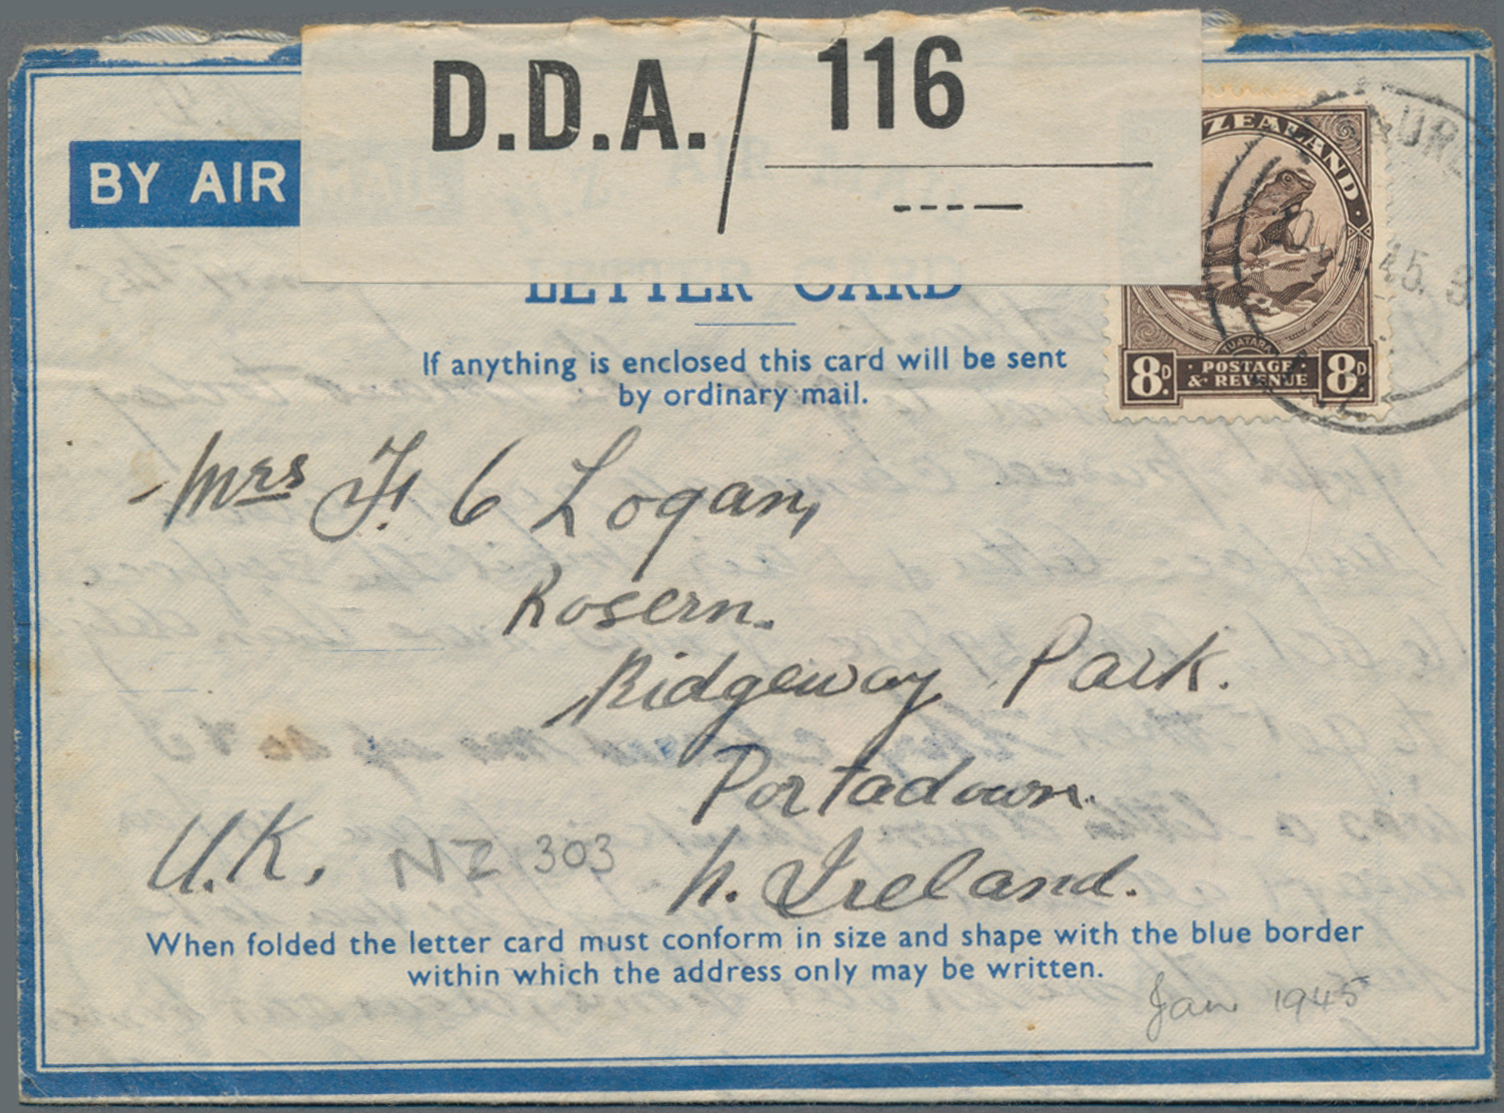 D.D.A. / 116
BY AIR
LETTER CARD
ZEALAND
TUATARA
8D. POSTAGE & REVENUE 8D.
45
If anything is enclosed this card will be sent
by ordinary mail.
Mrs F. G Logan,
Rosern.
Ridgeway Park.
Portadown.
U.K, NZ 303
N. Ireland.
When folded the letter card must conform in size and shape with the blue border
within which the address only may be written.
Jan 1945